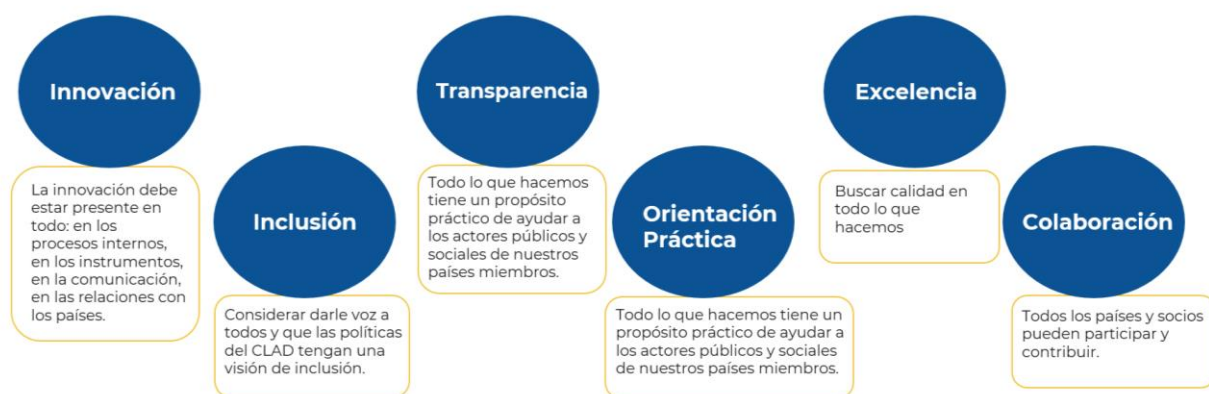 Innovación
La innovación debe
estar presente en
todo: en los
procesos internos,
en los instrumentos,
en la comunicación,
en las relaciones con
los países.
Inclusión
Considerar darle voz a
todos y que las políticas
del CLAD tengan una
visión de inclusión.
Transparencia
Todo lo que hacemos
tiene un propósito
práctico de ayudar a
los actores públicos y
sociales de nuestros
países miembros.
Orientación
Práctica
Todo lo que hacemos tiene un
propósito práctico de ayudar a
los actores públicos y sociales
de nuestros países miembros.
Excelencia
Buscar calidad en
todo lo que
hacemos
Colaboración
Todos los países y socios
pueden participar y
contribuir.